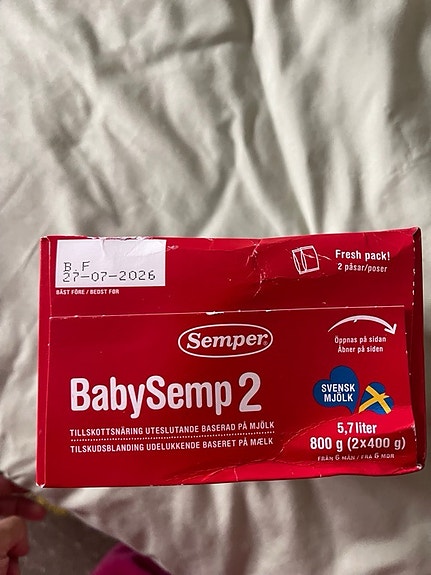 B.F
27-07-2026
BÄST FÖRE / BEDST FØR
Fresh pack!
2 påsar/poser
Semper®
Öppnas på sidan
Åbner på siden
BabySemp 2
SVENSK
MJÖLK
TILLSKOTTSNÄRING UTESLUTANDE BASERAD PÅ MJÖLK
TILSKUDSBLANDING UDELUKKENDE BASERET PÅ MÆLK
5,7 liter
800 g (2x400 g)
FRÅN 6 MÅN / FRA 6 MDR